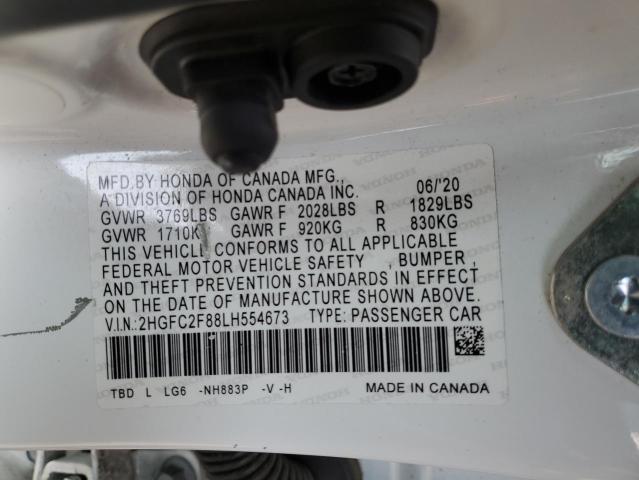 MFD.BY HONDA OF CANADA MFG.,
A DIVISION OF HONDA CANADA INC. 06/'20
GVWR 3769LBS GAWR F 2028LBS R 1829LBS
GVWR 1710K GAWR F 920KG R 830KG
THIS VEHICLE CONFORMS TO ALL APPLICABLE
FEDERAL MOTOR VEHICLE SAFETY , BUMPER ,
AND THEFT PREVENTION STANDARDS IN EFFECT
ON THE DATE OF MANUFACTURE SHOWN ABOVE.
V.I.N.:2HGFC2F88LH554673 TYPE: PASSENGER CAR
TBD L LG6 -NH883P -V -H MADE IN CANADA